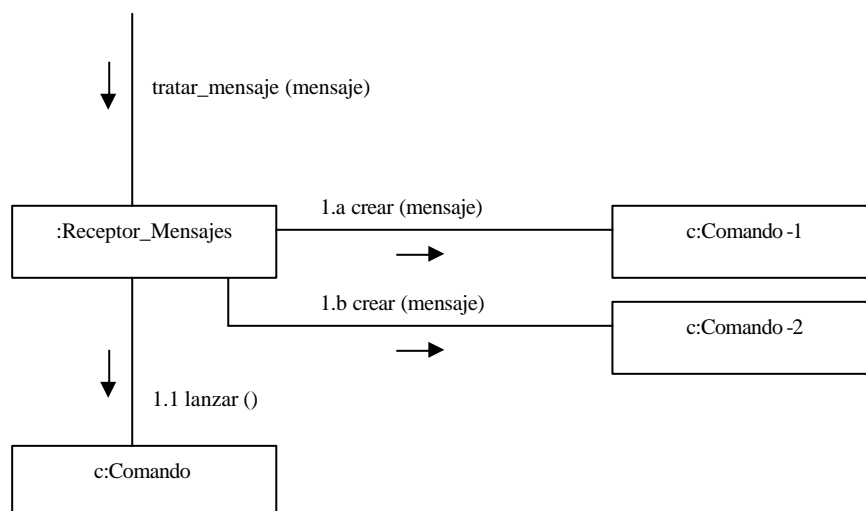 tratar_mensaje (mensaje)
1.a crear (mensaje)
:Receptor_Mensajes
c:Comando -1
1.b crear (mensaje)
c:Comando -2
1.1 lanzar ()
c:Comando